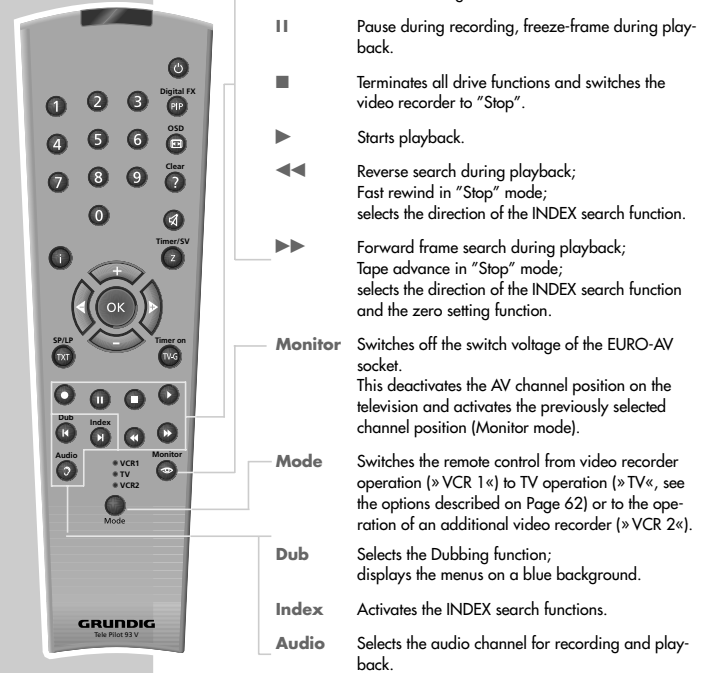 II Pause during recording, freeze-frame during play-
back.
■ Terminates all drive functions and switches the
video recorder to "Stop".
▶ Starts playback.
◀◀ Reverse search during playback;
Fast rewind in "Stop" mode;
selects the direction of the INDEX search function.
▶▶ Forward frame search during playback;
Tape advance in "Stop" mode;
selects the direction of the INDEX search function
and the zero setting function.
Monitor Switches off the switch voltage of the EURO-AV
socket.
This deactivates the AV channel position on the
television and activates the previously selected
channel position (Monitor mode).
Mode Switches the remote control from video recorder
operation (»VCR 1«) to TV operation (»TV«, see
the options described on Page 62) or to the ope-
ration of an additional video recorder (»VCR 2«).
Dub Selects the Dubbing function;
displays the menus on a blue background.
Index Activates the INDEX search functions.
Audio Selects the audio channel for recording and play-
back.
Digital FX
1 2 3 PIP
OSD
4 5 6
Clear
7 8 9 ?
0
Timer/SV
i Z
+
OK
–
SP/LP Timer on
TXT TV-G
Dub Index
Audio Monitor
VCR1
TV
VCR2
Mode
GRUNDIG
Tele Pilot 93 V